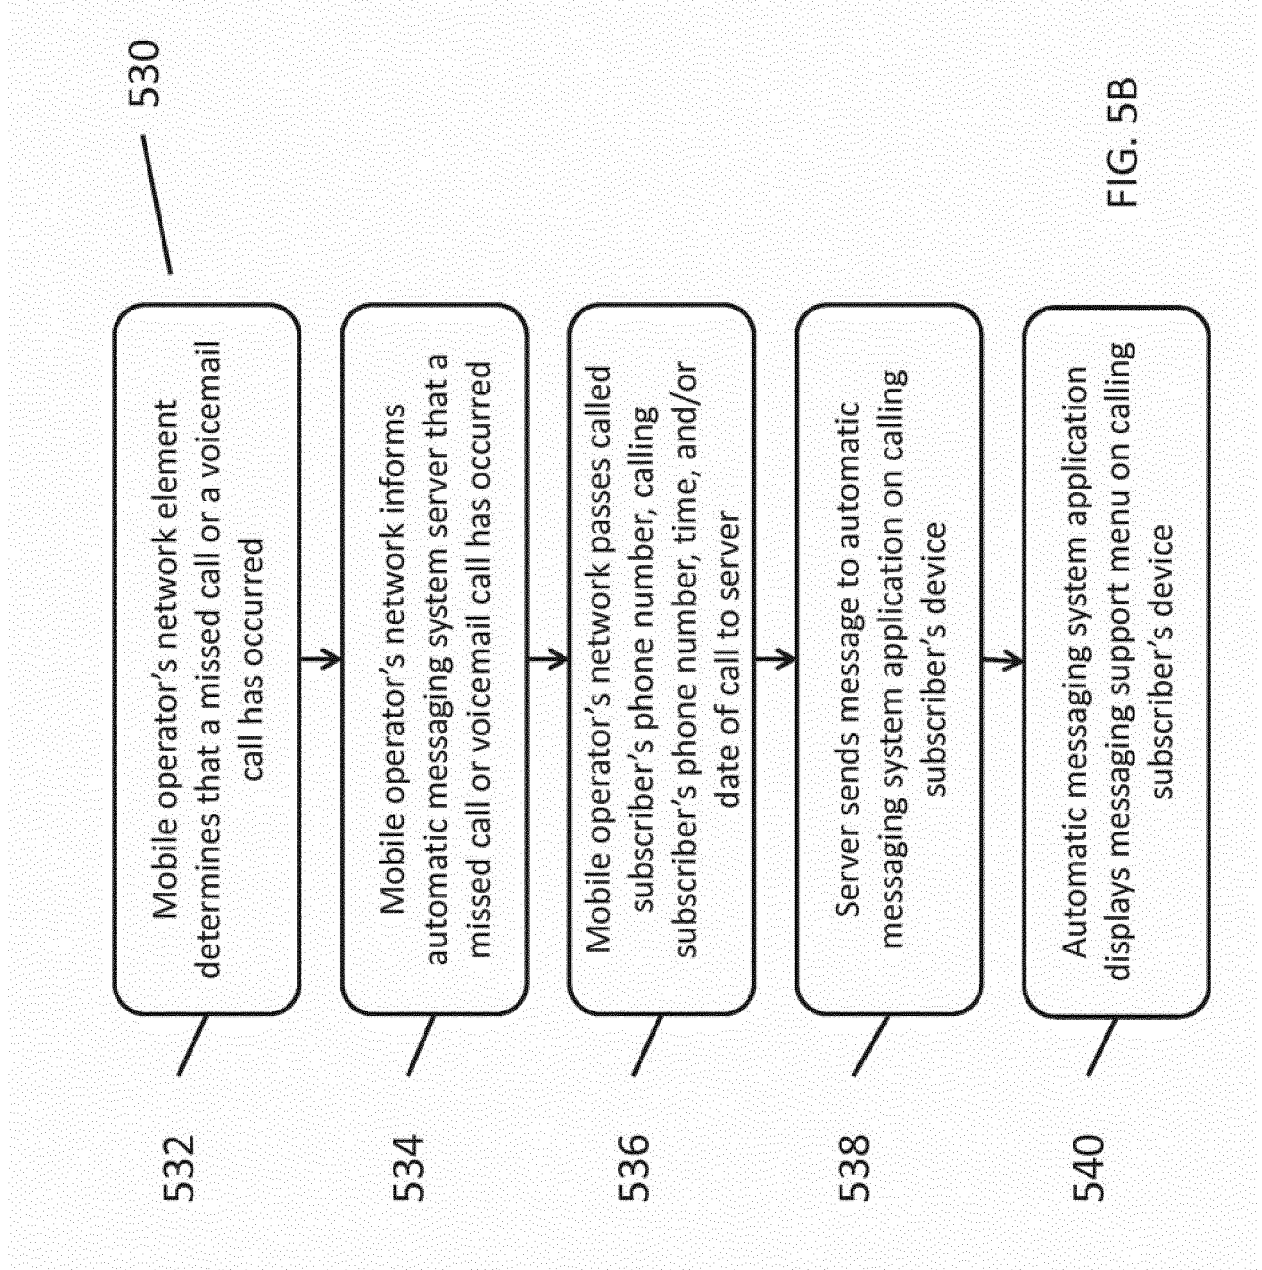 530
532
Mobile operator's network element
determines that a missed call or a voicemail
call has occurred
534
Mobile operator's network informs
automatic messaging system server that a
missed call or voicemail call has occurred
536
Mobile operator's network passes called
subscriber's phone number, calling
subscriber's phone number, time, and/or
date of call to server
538
Server sends message to automatic
messaging system application on calling
subscriber's device
540
Automatic messaging system application
displays messaging support menu on calling
subscriber's device
FIG. 5B